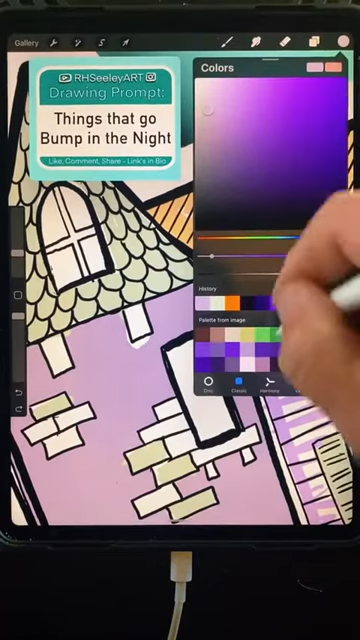 Gallery
RHSeeleyART
Drawing Prompt:
Things that go
Bump in the Night
Like, Comment, Share - Link's in Bio
Colors
History
Palette from image
Disc
Classic
Harmony